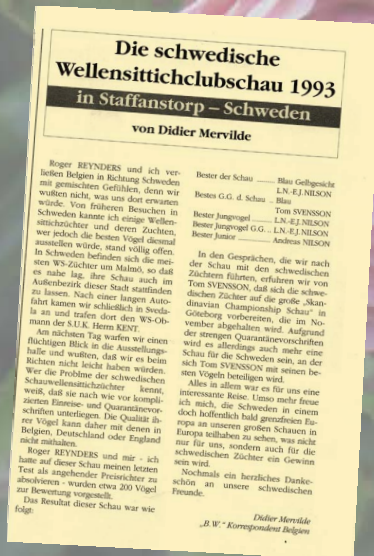 Die schwedische
Wellensittichclubschau 1993
in Staffanstorp – Schweden
von Didier Mervilde
Roger REYNDERS und ich ver-
ließen Belgien in Richtung Schweden
mit gemischten Gefühlen, denn wir
wußten nicht, was uns dort erwarten
würde. Von früheren Besuchen in
Schweden kannte ich einige Wellen-
sittichzüchter und deren Zuchten,
wer jedoch die besten Vögel diesmal
ausstellen würde, stand völlig offen.
In Schweden befinden sich die mei-
sten WS-Züchter um Malmö, so daß
es nahe lag, ihre Schau auch im
Außenbezirk dieser Stadt stattfinden
zu lassen. Nach einer langen Auto-
fahrt kamen wir schließlich in Sveda-
la an und trafen dort den WS-Ob-
mann der S.U.K. Herrn KENT.
Am nächsten Tag warfen wir einen
flüchtigen Blick in die Ausstellungs-
halle und wußten, daß wir es beim
Richten nicht leicht haben würden.
Wer die Problme der schwedischen
Schauwellensittichzüchter kennt,
weiß, daß sie nach wie vor kompli-
zierten Einreise- und Quarantänevor-
schriften unterliegen. Die Qualität ih-
rer Vögel kann daher mit denen in
Belgien, Deutschland oder England
nicht mithalten.
Roger REYNDERS und mir - ich
hatte auf dieser Schau meinen letzten
Test als angehender Preisrichter zu
absolvieren - wurden etwa 200 Vögel
zur Bewertung vorgestellt.
Das Resultat dieser Schau war wie
folgt:
Bester der Schau ........ Blau Gelbgesicht
L.N.-E.J.NILSON
Bestes G.G. d. Schau .. Blau
Tom SVENSSON
Bester Jungvogel ........ L.N.-E.J.NILSON
Bester Jungvogel G.G. .. L.N.-E.J.NILSON
Bester Junior ............ Andreas NILSON
In den Gesprächen, die wir nach
der Schau mit den schwedischen
Züchtern führten, erfuhren wir von
Tom SVENSSON, daß sich die schwe-
dischen Züchter auf die große „Skan-
dinavian Championship Schau" in
Göteborg vorbereiten, die im No-
vember abgehalten wird. Aufgrund
der strengen Quarantänevorschriften
wird es allerdings auch mehr eine
Schau für die Schweden sein, an der
sich Tom SVENSSON mit seinen be-
sten Vögeln beteiligen wird.
Alles in allem war es für uns eine
interessante Reise. Umso mehr freue
ich mich, die Schweden in einem
doch hoffentlich bald grenzfreien Eu-
ropa an unseren großen Schauen in
Europa teilhaben zu sehen, was nicht
nur für uns, sondern auch für die
schwedischen Züchter ein Gewinn
sein wird.
Nochmals ein herzliches Danke-
schön an unsere schwedischen
Freunde.
Didier Mervilde
„B.W." Korrespondent Belgien